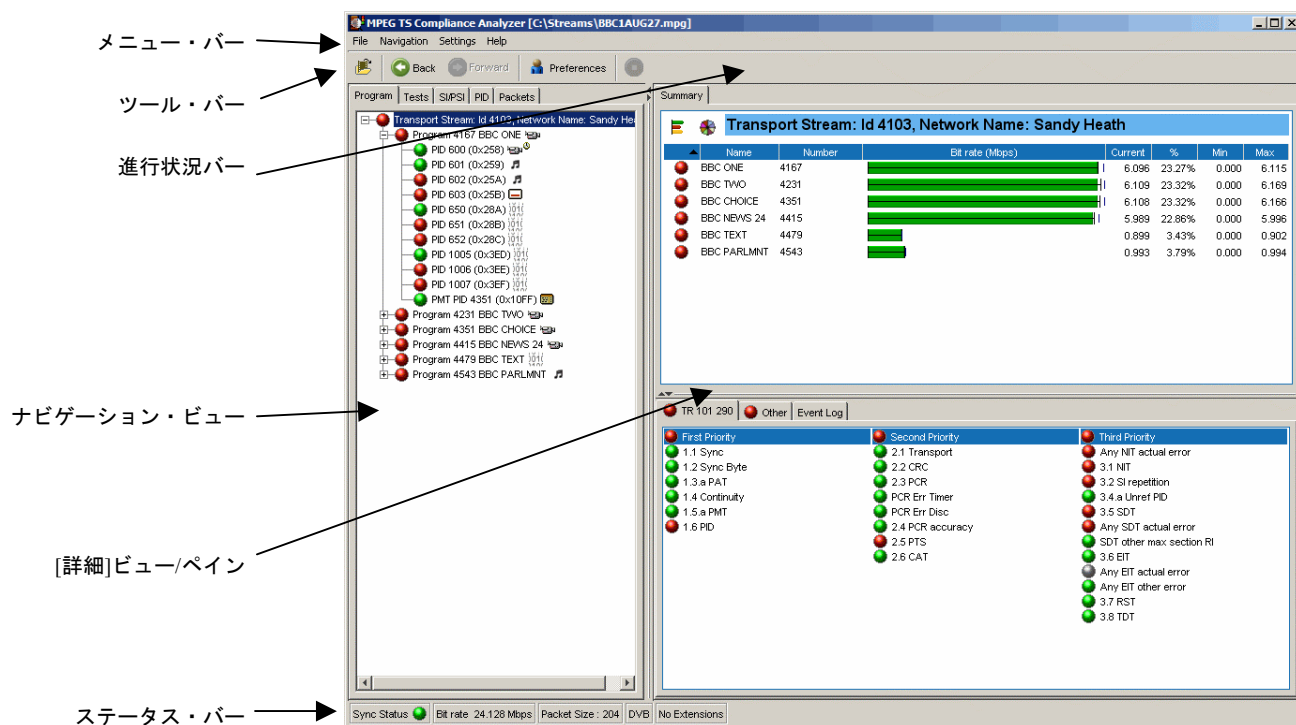 MPEG TS Compliance Analyzer [C:\Streams\BBC1AUG27.mpg]
メニュー・バー
File Navigation Settings Help
ツール・バー
Back Forward Preferences
進行状況バー
Program Tests SI/PSI PID Packets
Transport Stream: Id 4103, Network Name: Sandy He
Program 4167 BBC ONE
PID 600 (0x258)
PID 601 (0x259)
PID 602 (0x25A)
PID 603 (0x25B)
PID 650 (0x28A)
PID 651 (0x28B)
PID 652 (0x28C)
PID 1005 (0x3ED)
PID 1006 (0x3EE)
PID 1007 (0x3EF)
PMT PID 4351 (0x10FF)
Program 4231 BBC TWO
Program 4351 BBC CHOICE
Program 4415 BBC NEWS 24
Program 4479 BBC TEXT
Program 4543 BBC PARLMNT
ナビゲーション・ビュー
Summary
Transport Stream: Id 4103, Network Name: Sandy Heath
Name Number Bit rate (Mbps) Current % Min Max
BBC ONE 4167 6.096 23.27% 0.000 6.115
BBC TWO 4231 6.109 23.32% 0.000 6.169
BBC CHOICE 4351 6.108 23.32% 0.000 6.166
BBC NEWS 24 4415 5.989 22.86% 0.000 5.996
BBC TEXT 4479 0.899 3.43% 0.000 0.902
BBC PARLMNT 4543 0.993 3.79% 0.000 0.994
[詳細]ビュー/ペイン
TR 101 290 Other Event Log
First Priority
1.1 Sync
1.2 Sync Byte
1.3.a PAT
1.4 Continuity
1.5.a PMT
1.6 PID
Second Priority
2.1 Transport
2.2 CRC
2.3 PCR
PCR Err Timer
PCR Err Disc
2.4 PCR accuracy
2.5 PTS
2.6 CAT
Third Priority
Any NIT actual error
3.1 NIT
3.2 SI repetition
3.4.a Unref PID
3.5 SDT
Any SDT actual error
SDT other max section RI
3.6 EIT
Any EIT actual error
Any EIT other error
3.7 RST
3.8 TDT
ステータス・バー
Sync Status Bit rate 24.128 Mbps Packet Size : 204 DVB No Extensions